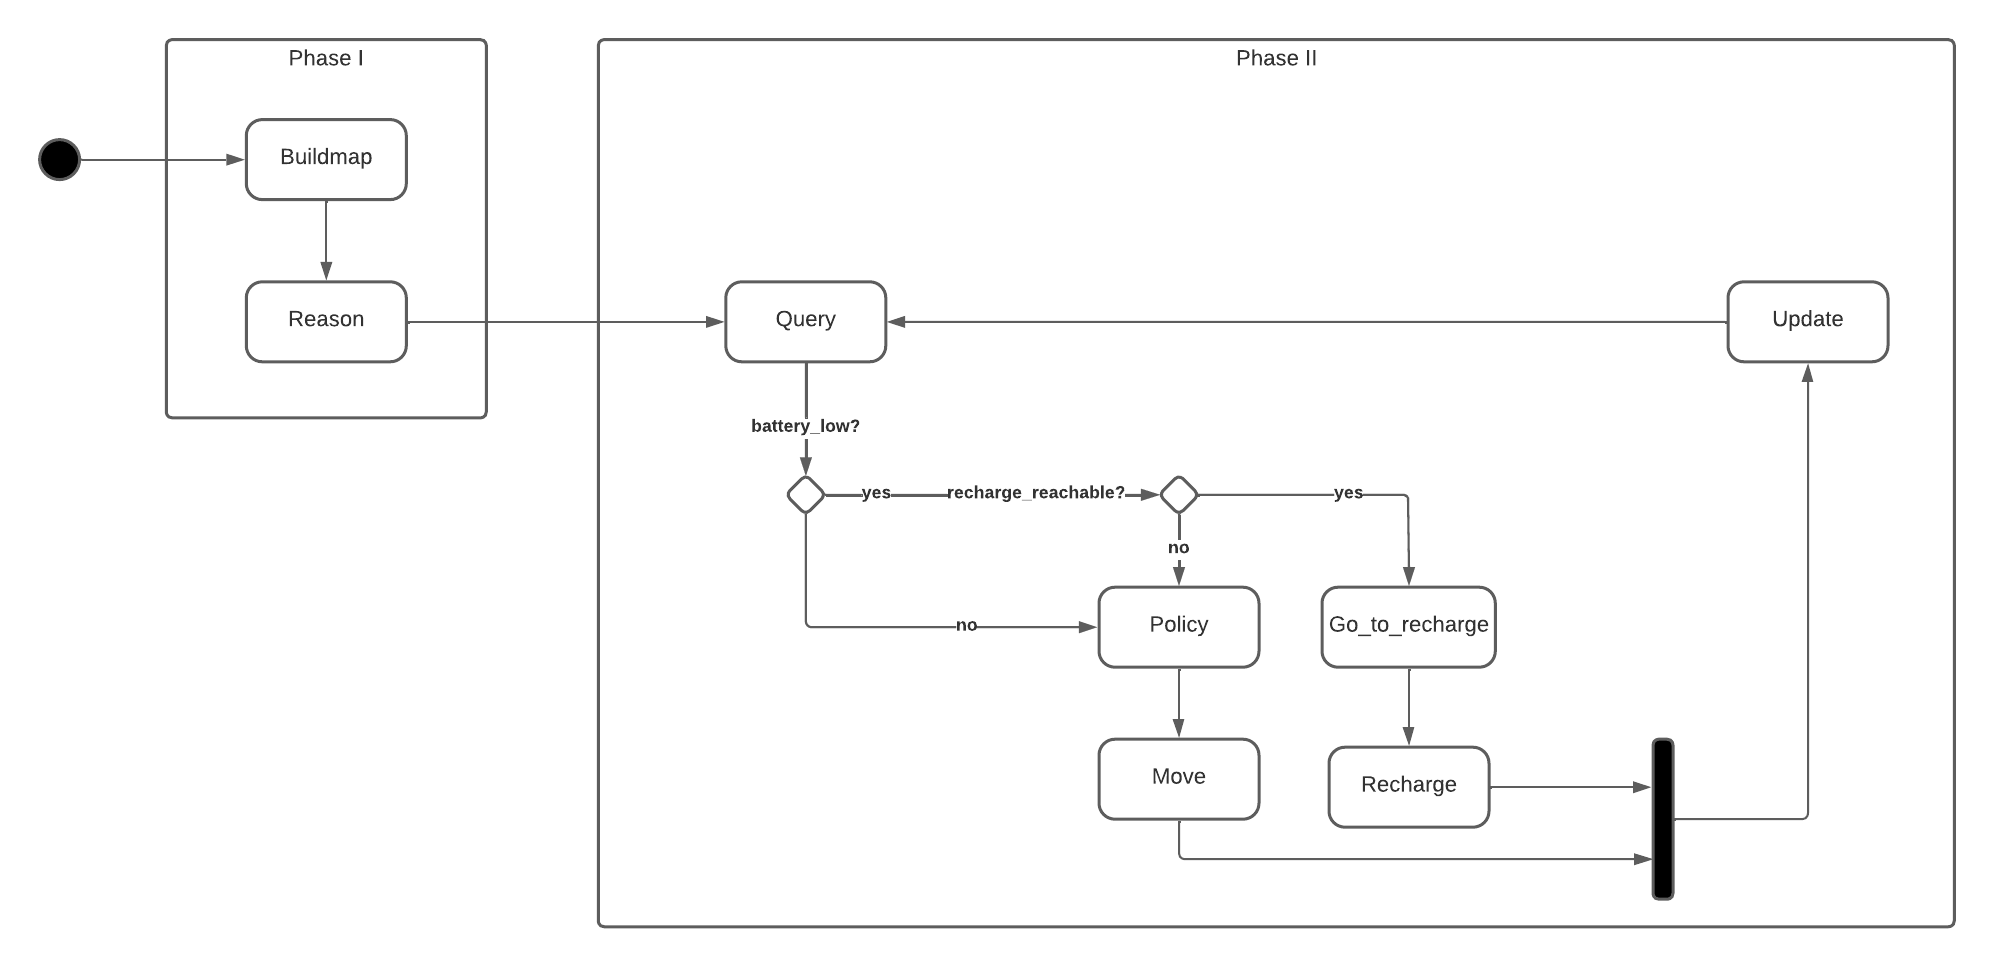 Phase I
Phase II
Buildmap
Reason
Query
Update
battery_low?
yes
recharge_reachable?
yes
no
no
Policy
Go_to_recharge
Move
Recharge